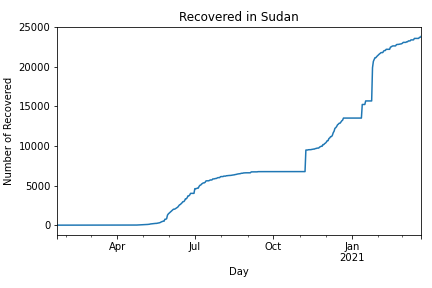 Recovered in Sudan
25000
20000
15000
10000
5000
0
Number of Recovered
Apr
Jul
Oct
Jan
2021
Day